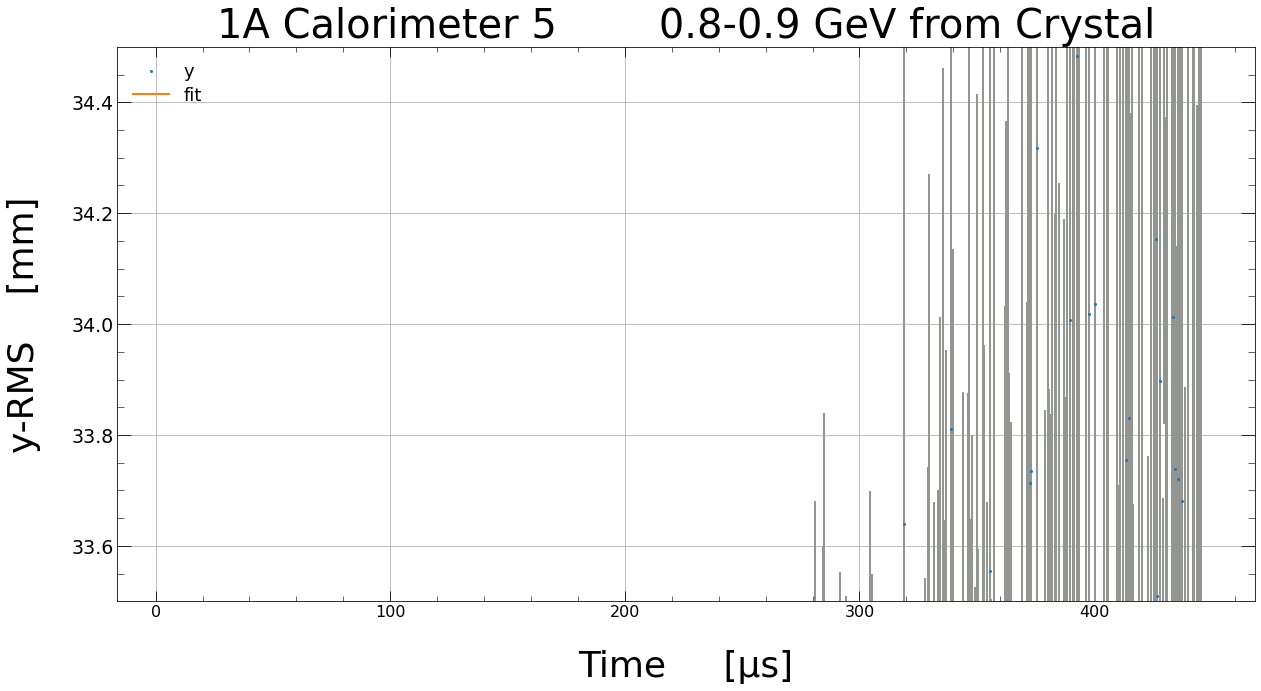 1A Calorimeter 5 0.8-0.9 GeV from Crystal
y
fit
34.4
34.2
34.0
33.8
33.6
y-RMS [mm]
0 100 200 300 400
Time [μs]